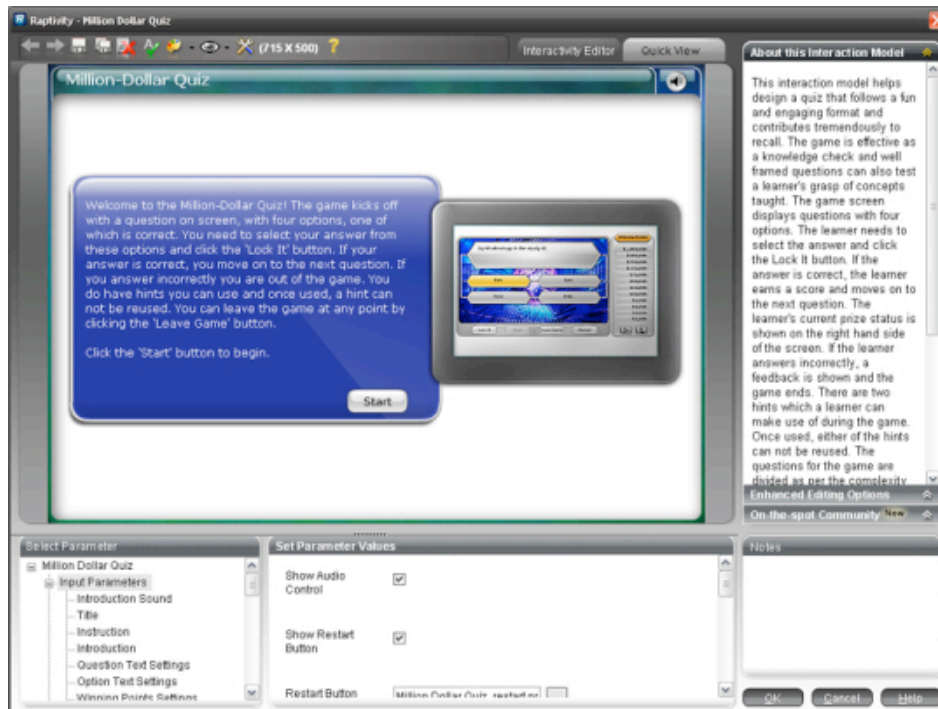 Raptivity - Million Dollar Quiz
(715 X 500)
Interactivity Editor
Quick View
Million-Dollar Quiz
Welcome to the Million-Dollar Quiz! The game kicks off
with a question on screen, with four options, one of
which is correct. You need to select your answer from
these options and click the 'Lock It' button. If your
answer is correct, you move on to the next question. If
you answer incorrectly you are out of the game. You
do have hints you can use and once used, a hint can
not be reused. You can leave the game at any point by
clicking the 'Leave Game' button.
Click the 'Start' button to begin.
Start
About this Interaction Model
This interaction model helps
design a quiz that follows a fun
and engaging format and
contributes tremendously to
recall. The game is effective as
a knowledge check and well
framed questions can also test
a learner's grasp of concepts
taught. The game screen
displays questions with four
options. The learner needs to
select the answer and click
the Lock It button. If the
answer is correct, the learner
earns a score and moves on to
the next question. The
learner's current prize status is
shown on the right hand side
of the screen. If the learner
answers incorrectly, a
feedback is shown and the
game ends. There are two
hints which a learner can
make use of during the game.
Once used, either of the hints
can not be reused. The
questions for the game are
divided as per the complexity
Enhanced Editing Options
On-the-spot Community New
Select Parameter
Million Dollar Quiz
Input Parameters
Introduction Sound
Title
Instruction
Introduction
Question Text Settings
Option Text Settings
Winning Points Settings
Set Parameter Values
Show Audio
Control
Show Restart
Button
Restart Button
Million Dollar Quiz_restart
Notes
OK
Cancel
Help